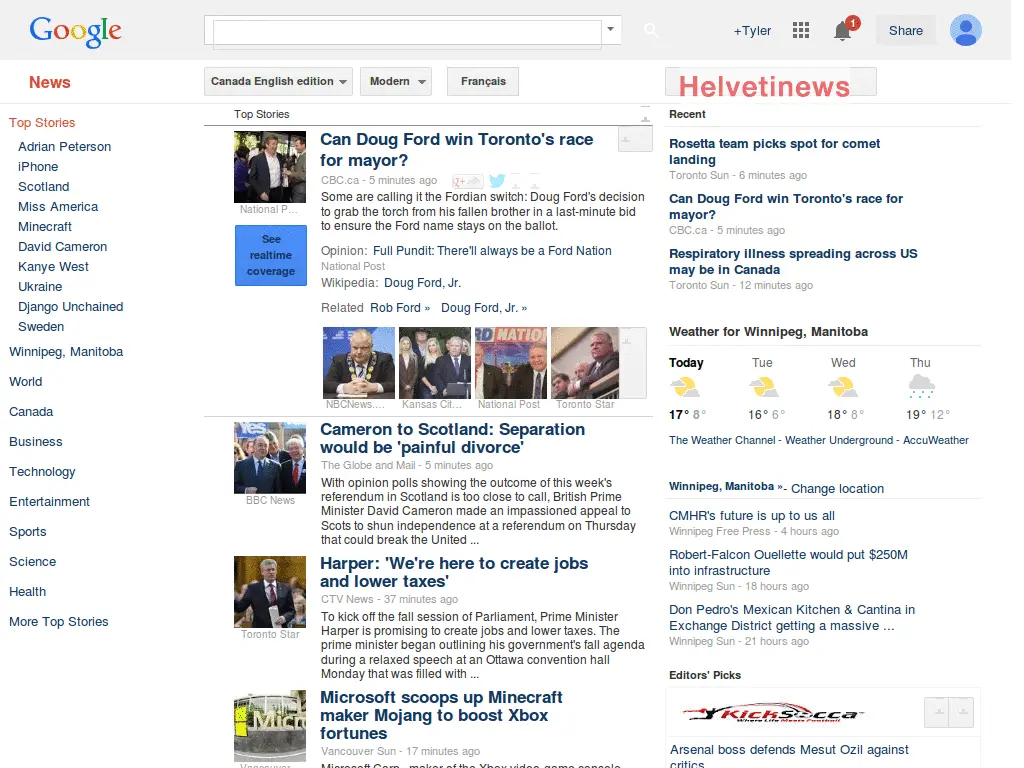 Google
+Tyler
1
Share
News
Canada English edition
Modern
Français
Helvetinews
Top Stories
Adrian Peterson
iPhone
Scotland
Miss America
Minecraft
David Cameron
Kanye West
Ukraine
Django Unchained
Sweden
Winnipeg, Manitoba
World
Canada
Business
Technology
Entertainment
Sports
Science
Health
More Top Stories
Top Stories
National P…
See
realtime
coverage
Can Doug Ford win Toronto's race
for mayor?
CBC.ca - 5 minutes ago
Some are calling it the Fordian switch: Doug Ford's decision
to grab the torch from his fallen brother in a last-minute bid
to ensure the Ford name stays on the ballot.
Opinion: Full Pundit: There'll always be a Ford Nation
National Post
Wikipedia: Doug Ford, Jr.
Related Rob Ford » Doug Ford, Jr. »
RD NATIO
NBCNews.… Kansas Cit… National Post Toronto Star
Yes
BBC News
Cameron to Scotland: Separation
would be 'painful divorce'
The Globe and Mail - 5 minutes ago
With opinion polls showing the outcome of this week's
referendum in Scotland is too close to call, British Prime
Minister David Cameron made an impassioned appeal to
Scots to shun independence at a referendum on Thursday
that could break the United ...
Toronto Star
Harper: 'We're here to create jobs
and lower taxes'
CTV News - 37 minutes ago
To kick off the fall session of Parliament, Prime Minister
Harper is promising to create jobs and lower taxes. The
prime minister began outlining his government's fall agenda
during a relaxed speech at an Ottawa convention hall
Monday that was filled with ...
Micro
Vancouver
Microsoft scoops up Minecraft
maker Mojang to boost Xbox
fortunes
Vancouver Sun - 17 minutes ago
Microsoft Corp., maker of the Xbox video-game console
Recent
Rosetta team picks spot for comet
landing
Toronto Sun - 6 minutes ago
Can Doug Ford win Toronto's race for
mayor?
CBC.ca - 5 minutes ago
Respiratory illness spreading across US
may be in Canada
Toronto Sun - 12 minutes ago
Weather for Winnipeg, Manitoba
Today Tue Wed Thu
17° 8° 16° 6° 18° 8° 19° 12°
The Weather Channel - Weather Underground - AccuWeather
Winnipeg, Manitoba »- Change location
CMHR's future is up to us all
Winnipeg Free Press - 4 hours ago
Robert-Falcon Ouellette would put $250M
into infrastructure
Winnipeg Sun - 18 hours ago
Don Pedro's Mexican Kitchen & Cantina in
Exchange District getting a massive ...
Winnipeg Sun - 21 hours ago
Editors' Picks
KickSocca
Where Life Meets Football
Arsenal boss defends Mesut Ozil against
critics